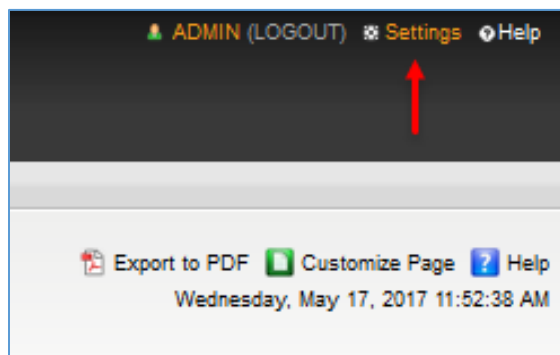 ADMIN (LOGOUT) Settings Help
Export to PDF Customize Page ? Help
Wednesday, May 17, 2017 11:52:38 AM